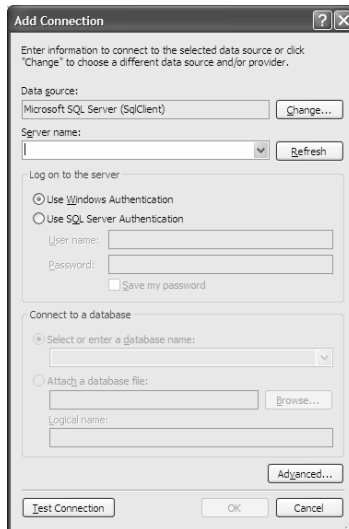 Add Connection
Enter information to connect to the selected data source or click
"Change" to choose a different data source and/or provider.
Data source:
Microsoft SQL Server (SqlClient)
Change...
Server name:
Refresh
Log on to the server
Use Windows Authentication
Use SQL Server Authentication
User name:
Password:
Save my password
Connect to a database
Select or enter a database name:
Attach a database file:
Browse...
Logical name:
Advanced...
Test Connection
OK
Cancel